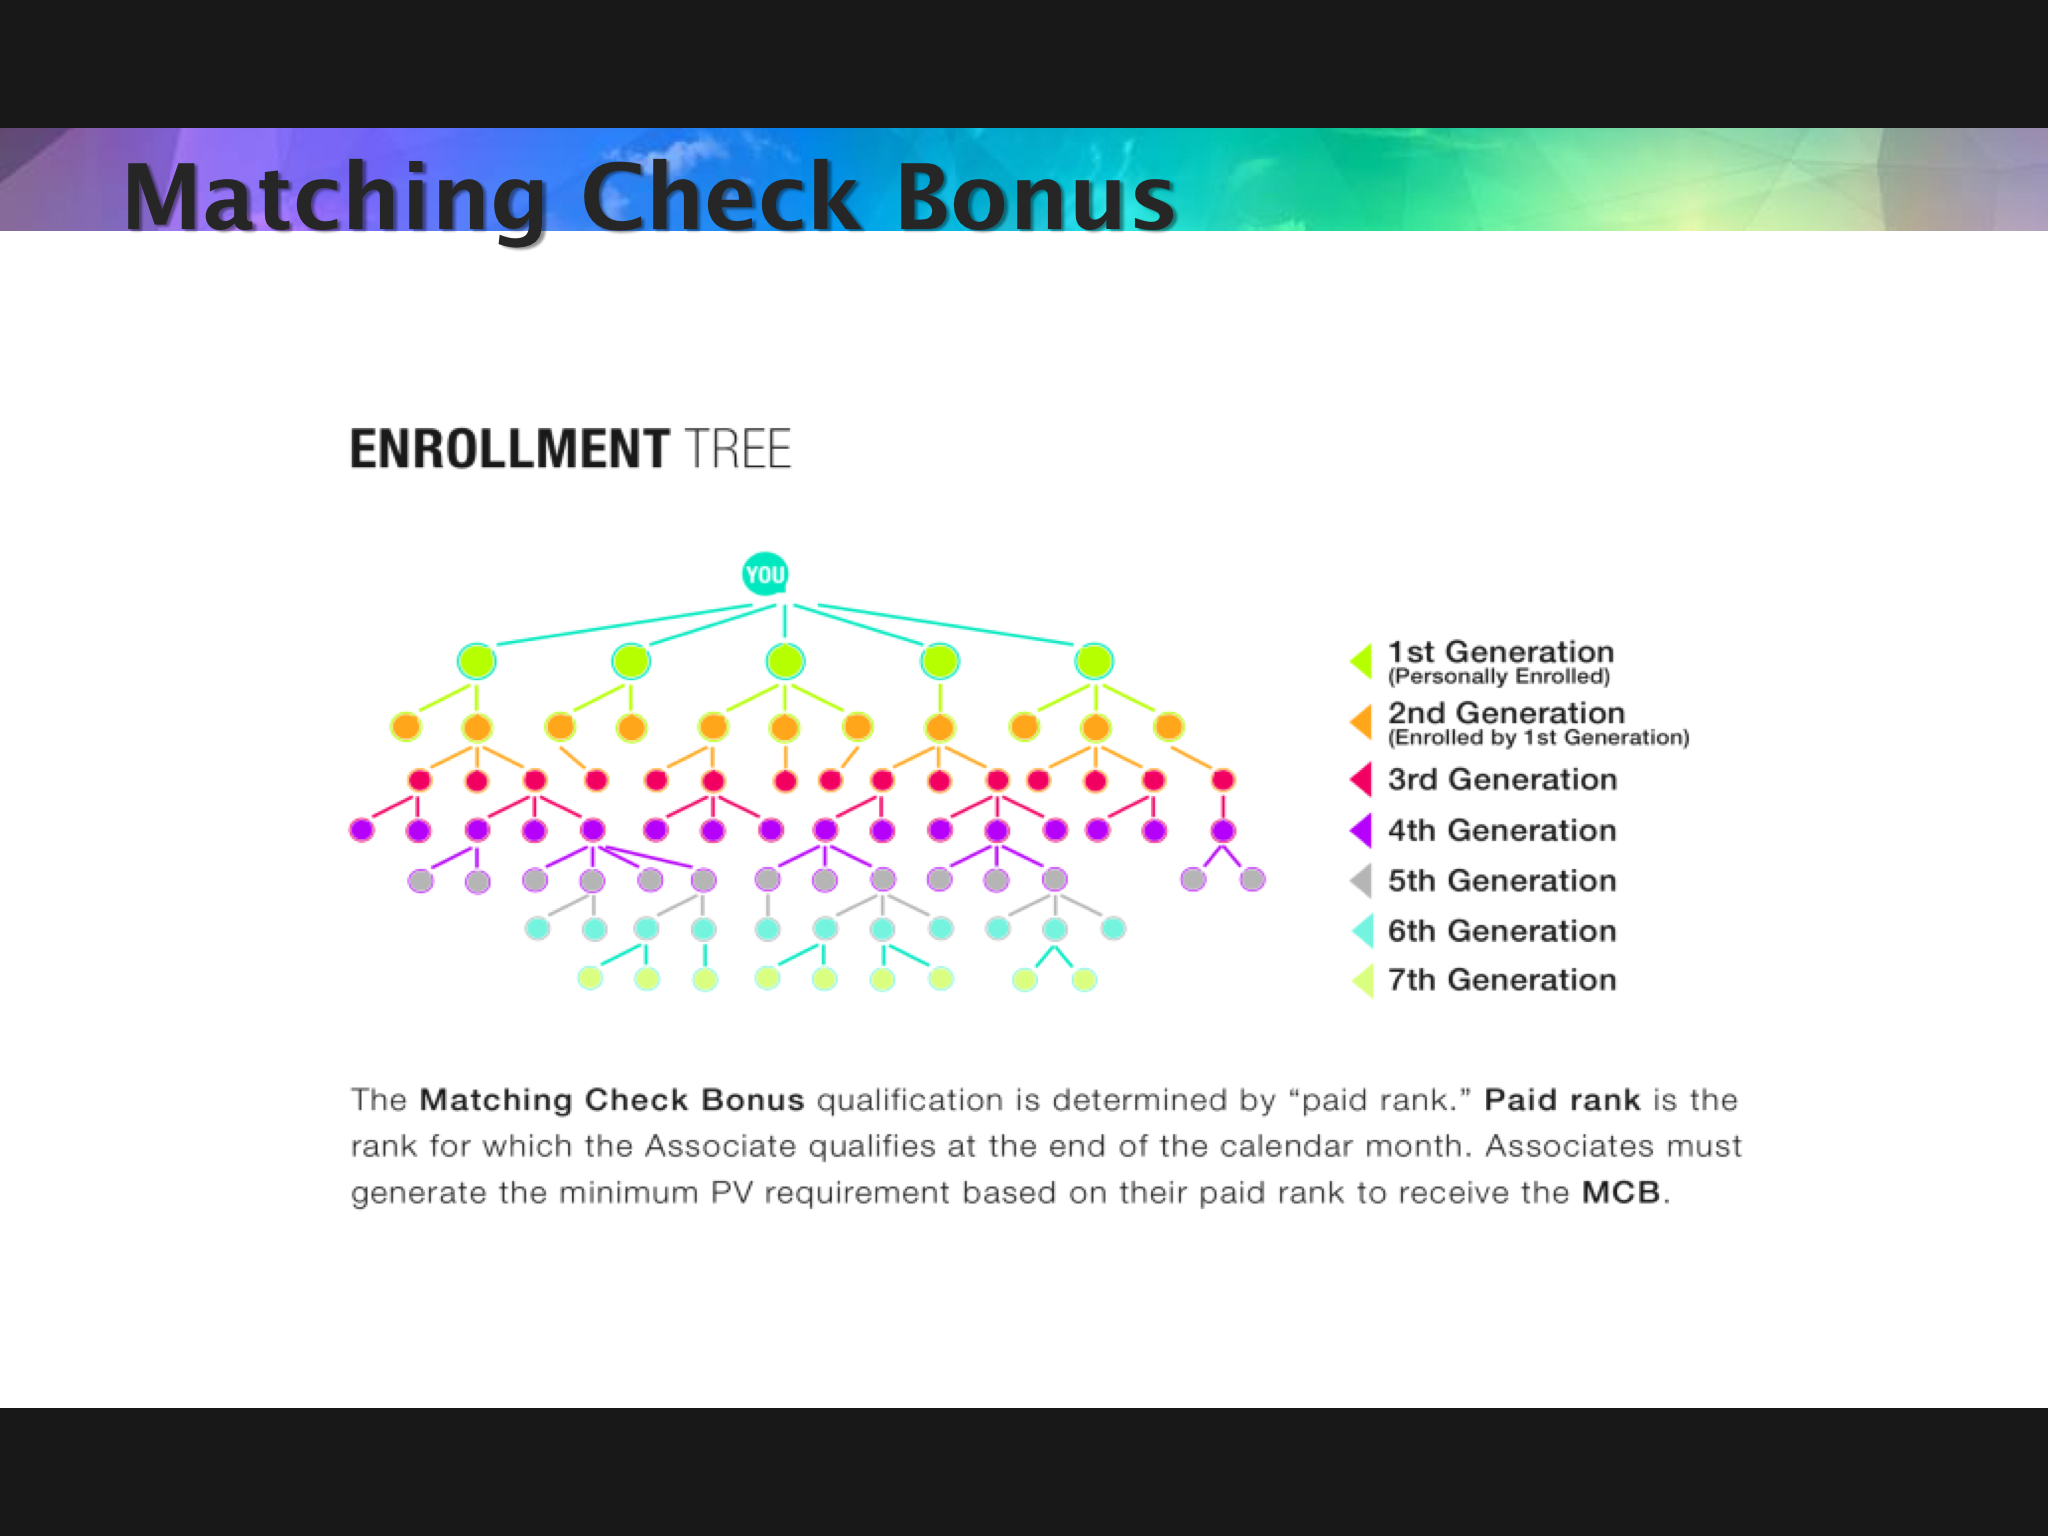 Matching Check Bonus
ENROLLMENT TREE
YOU
1st Generation
(Personally Enrolled)
2nd Generation
(Enrolled by 1st Generation)
3rd Generation
4th Generation
5th Generation
6th Generation
7th Generation
The Matching Check Bonus qualification is determined by “paid rank.” Paid rank is the
rank for which the Associate qualifies at the end of the calendar month. Associates must
generate the minimum PV requirement based on their paid rank to receive the MCB.